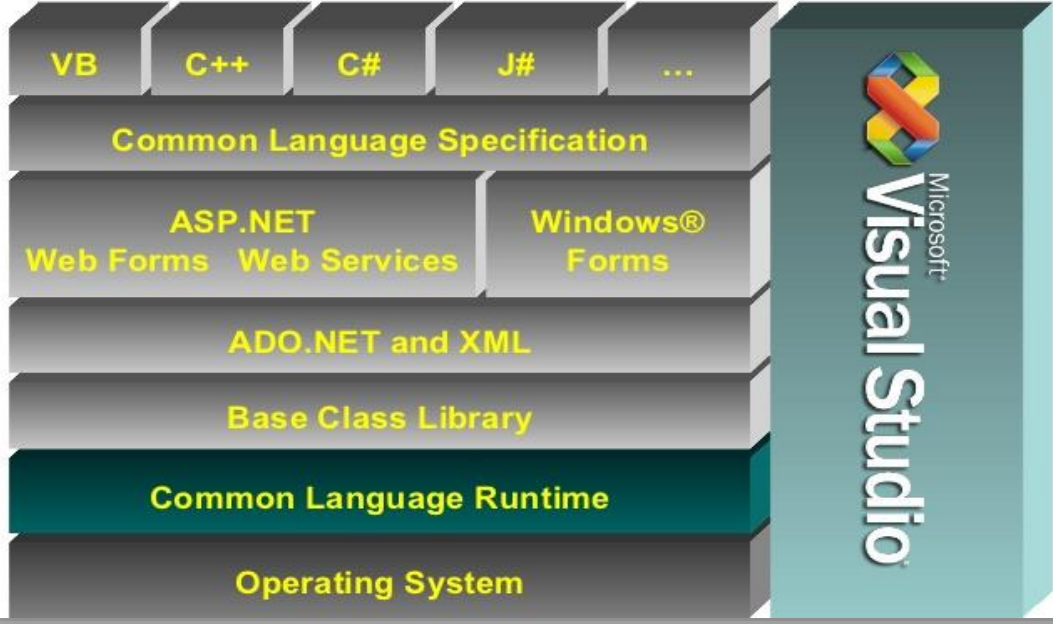 VB
C++
C#
J#
...
Common Language Specification
ASP.NET
Web Forms Web Services
Windows®
Forms
ADO.NET and XML
Base Class Library
Common Language Runtime
Operating System
Microsoft®
Visual Studio®